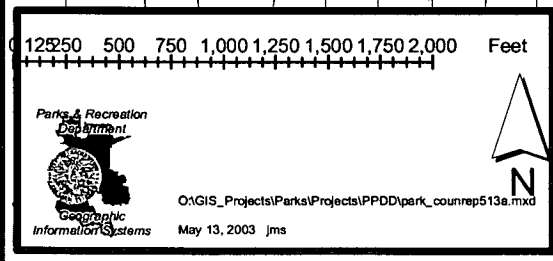 0 125 250 500 750 1,000 1,250 1,500 1,750 2,000 Feet
Parks & Recreation
Department
N
O:\GIS_Projects\Parks\Projects\PPDD\park_counrep513a.mxd
Geographic
Information Systems
May 13, 2003 jms